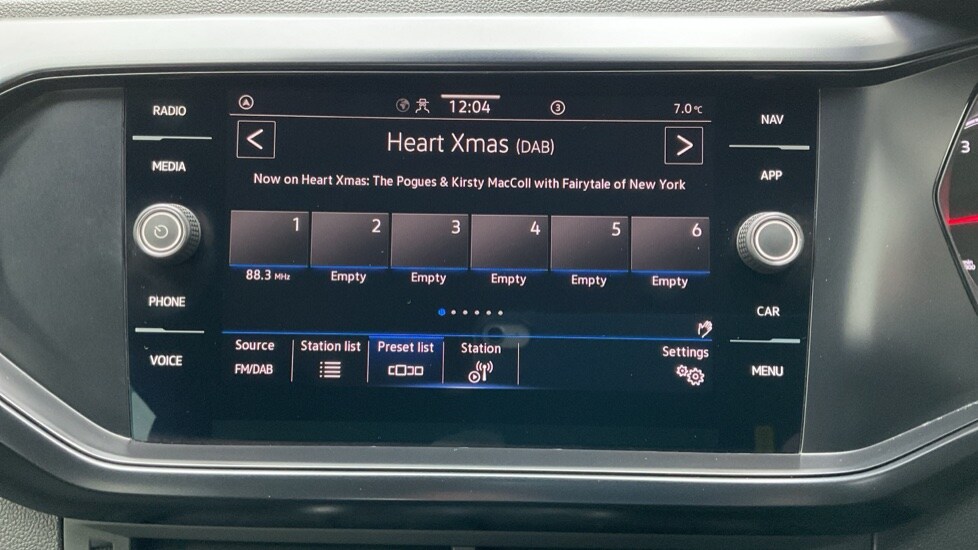 RADIO
MEDIA
PHONE
VOICE
12:04
3
7.0°C
<
Heart Xmas (DAB)
>
Now on Heart Xmas: The Pogues & Kirsty MacColl with Fairytale of New York
1 2 3 4 5 6
88.3 MHz Empty Empty Empty Empty Empty
Source Station list Preset list Station Settings
FM/DAB
NAV
APP
CAR
MENU
3